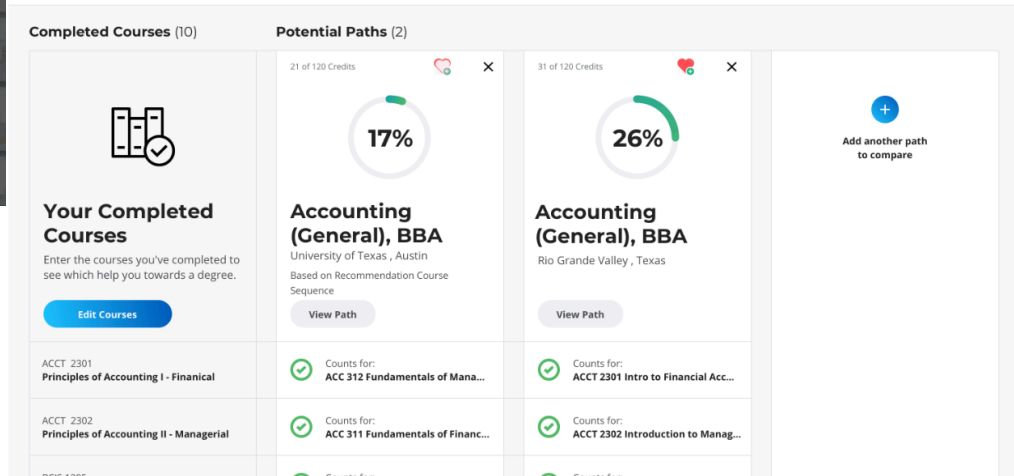 Completed Courses (10)
Potential Paths (2)
21 of 120 Credits
31 of 120 Credits
17%
26%
Add another path
to compare
Your Completed
Courses
Enter the courses you've completed to
see which help you towards a degree.
Edit Courses
Accounting
(General), BBA
University of Texas , Austin
Based on Recommendation Course
Sequence
View Path
Accounting
(General), BBA
Rio Grande Valley , Texas
View Path
ACCT 2301
Principles of Accounting I - Finanical
Counts for:
ACC 312 Fundamentals of Mana...
Counts for:
ACCT 2301 Intro to Financial Acc...
ACCT 2302
Principles of Accounting II - Managerial
Counts for:
ACC 311 Fundamentals of Financ...
Counts for:
ACCT 2302 Introduction to Manag...
Counts for:
Counts for: